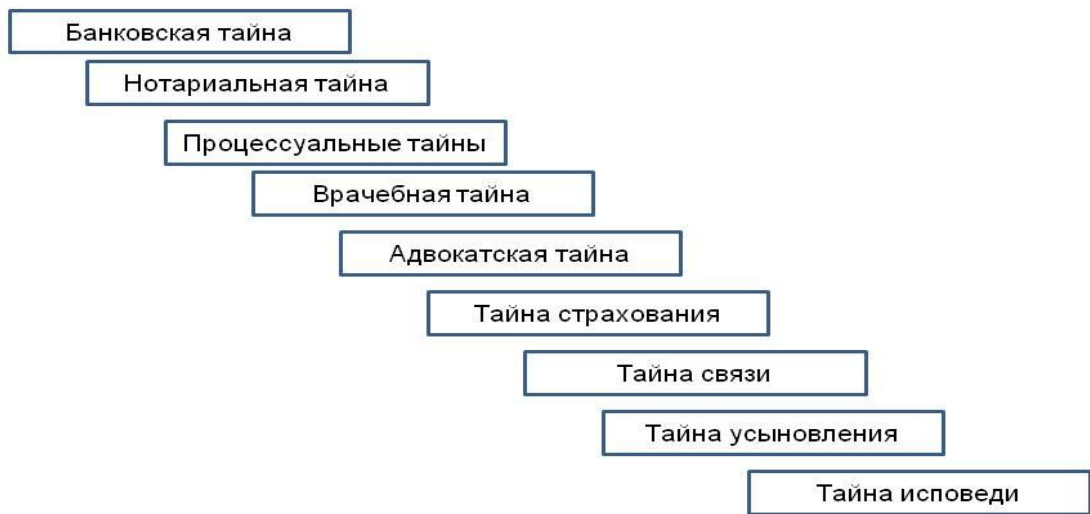 Банковская тайна
Нотариальная тайна
Процессуальные тайны
Врачебная тайна
Адвокатская тайна
Тайна страхования
Тайна связи
Тайна усыновления
Тайна исповеди